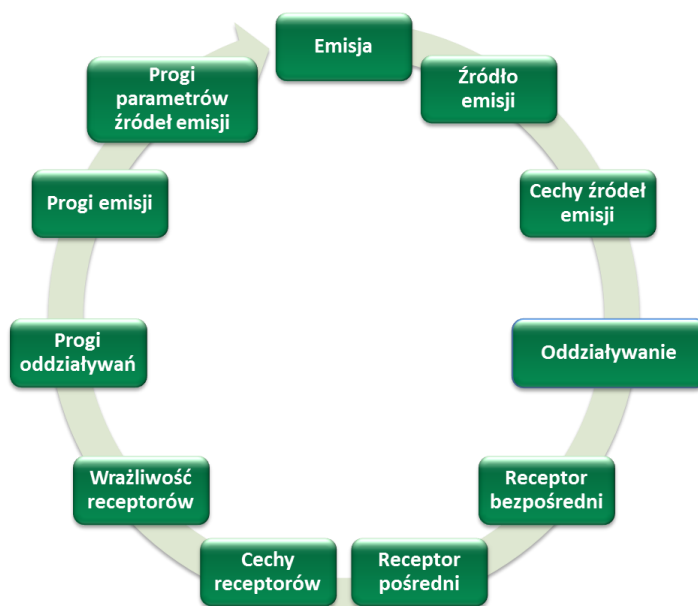 Emisja
Źródło
emisji
Cechy źródeł
emisji
Oddziaływanie
Receptor
bezpośredni
Receptor
pośredni
Cechy
receptorów
Wrażliwość
receptorów
Progi
oddziaływań
Progi emisji
Progi
parametrów
źródeł emisji